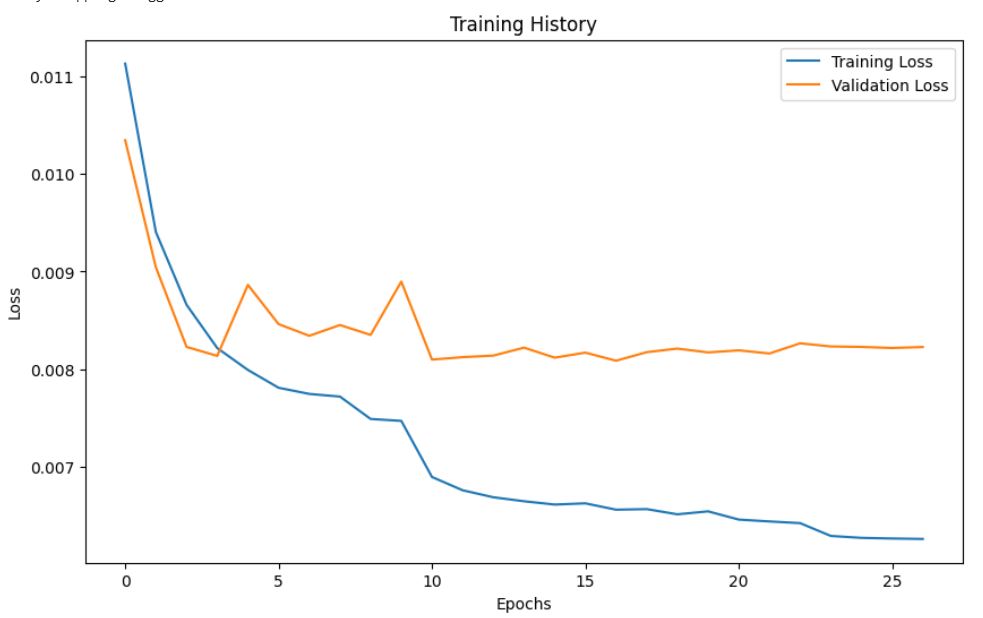 Training History
Training Loss
Validation Loss
0.011
0.010
0.009
0.008
0.007
Loss
0 5 10 15 20 25
Epochs